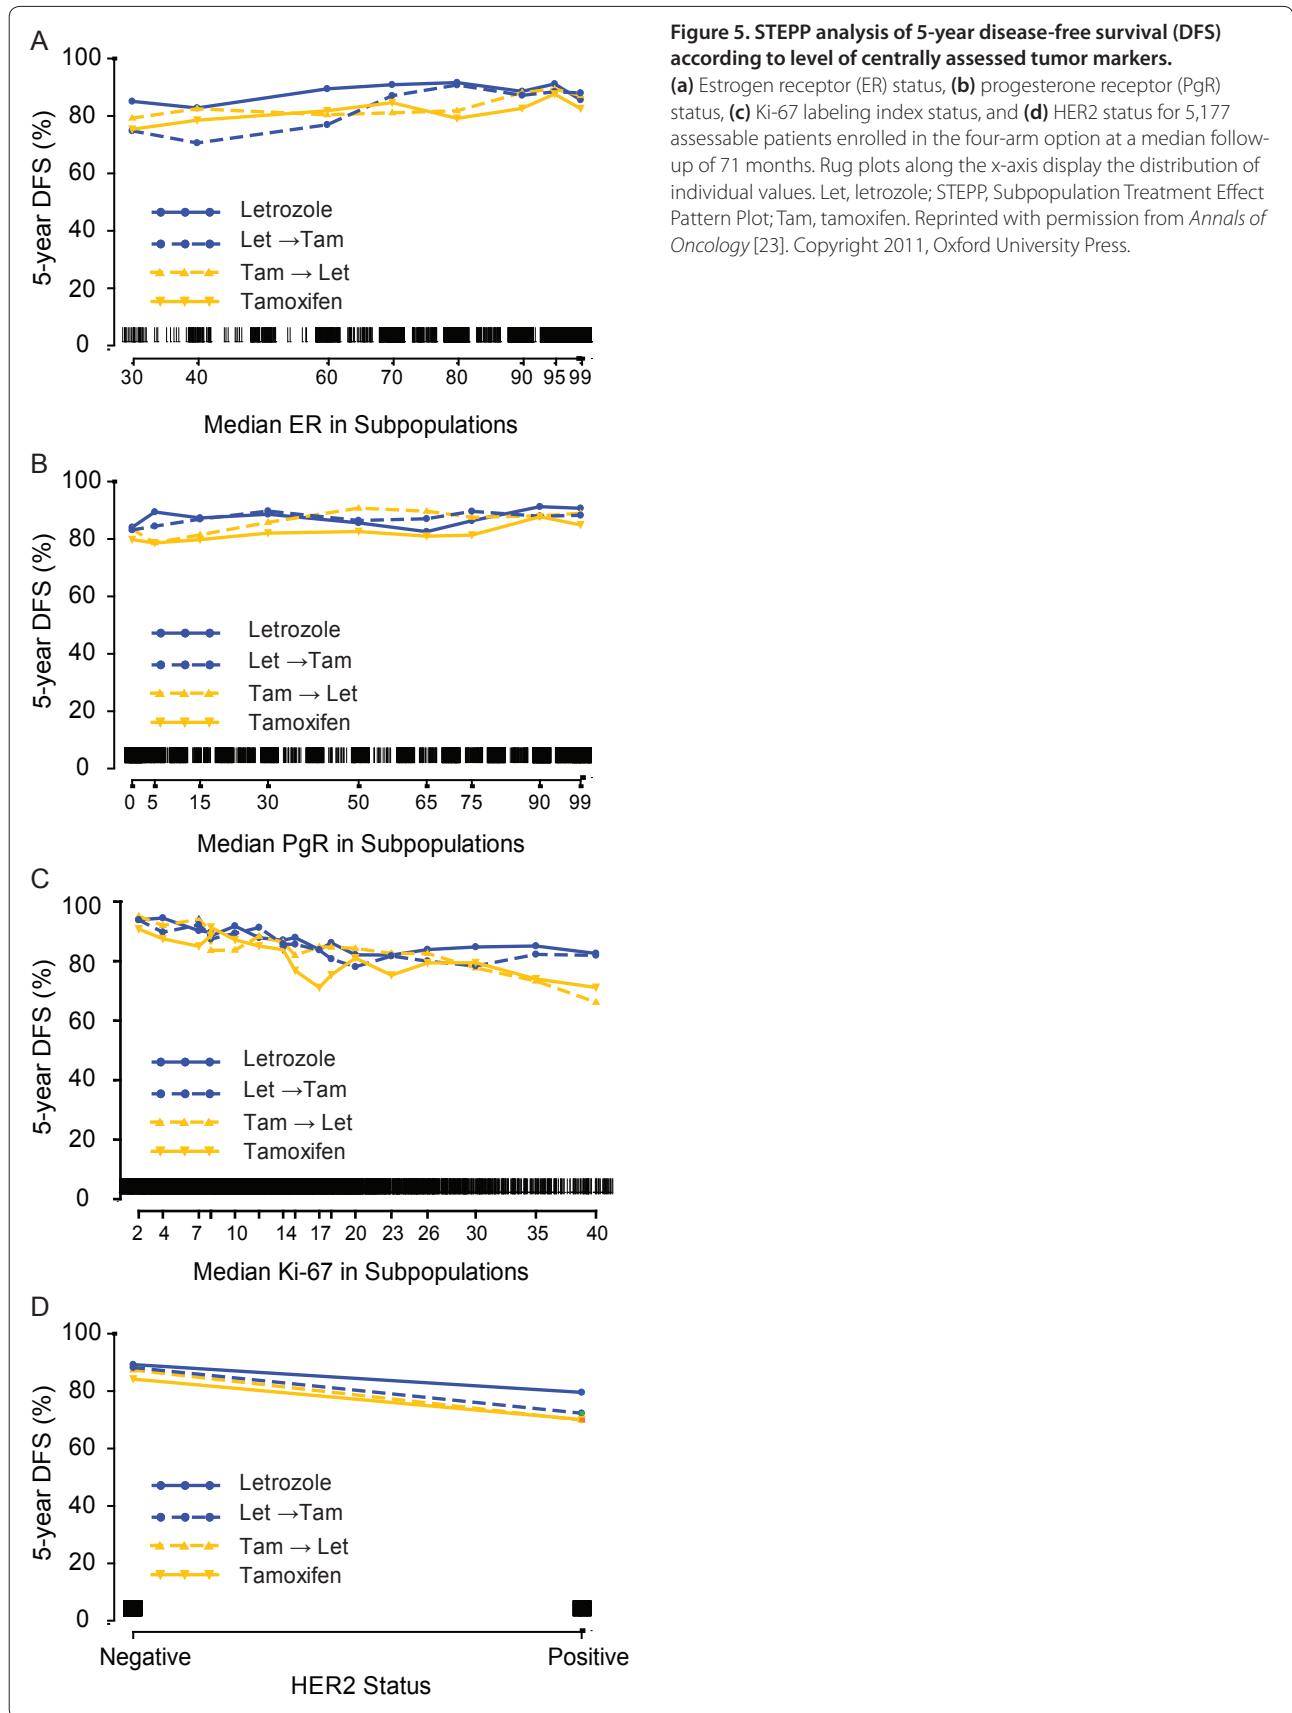 Figure 5. STEPP analysis of 5-year disease-free survival (DFS)
according to level of centrally assessed tumor markers.
(a) Estrogen receptor (ER) status, (b) progesterone receptor (PgR)
status, (c) Ki-67 labeling index status, and (d) HER2 status for 5,177
assessable patients enrolled in the four-arm option at a median follow-
up of 71 months. Rug plots along the x-axis display the distribution of
individual values. Let, letrozole; STEPP, Subpopulation Treatment Effect
Pattern Plot; Tam, tamoxifen. Reprinted with permission from Annals of
Oncology [23]. Copyright 2011, Oxford University Press.
A
5-year DFS (%)
100
80
60
40
20
0
Letrozole
Let →Tam
Tam → Let
Tamoxifen
30 40 60 70 80 90 95 99
Median ER in Subpopulations
B
5-year DFS (%)
100
80
60
40
20
0
Letrozole
Let →Tam
Tam → Let
Tamoxifen
0 5 15 30 50 65 75 90 99
Median PgR in Subpopulations
C
5-year DFS (%)
100
80
60
40
20
0
Letrozole
Let →Tam
Tam → Let
Tamoxifen
2 4 7 10 14 17 20 23 26 30 35 40
Median Ki-67 in Subpopulations
D
5-year DFS (%)
100
80
60
40
20
0
Letrozole
Let →Tam
Tam → Let
Tamoxifen
Negative Positive
HER2 Status